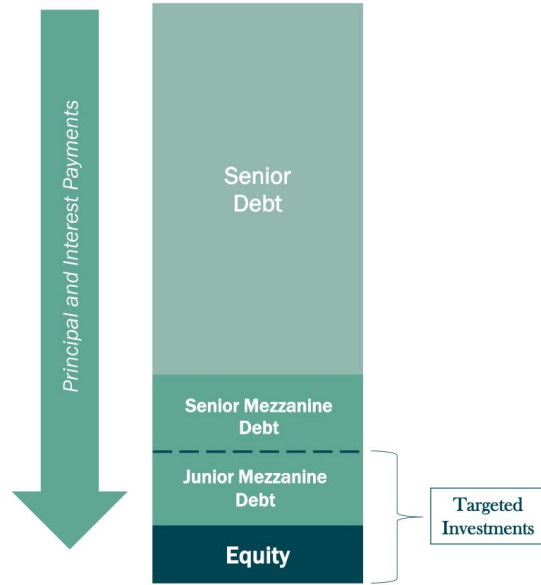 Principal and Interest Payments
Senior
Debt
Senior Mezzanine
Debt
Junior Mezzanine
Debt
Equity
Targeted
Investments